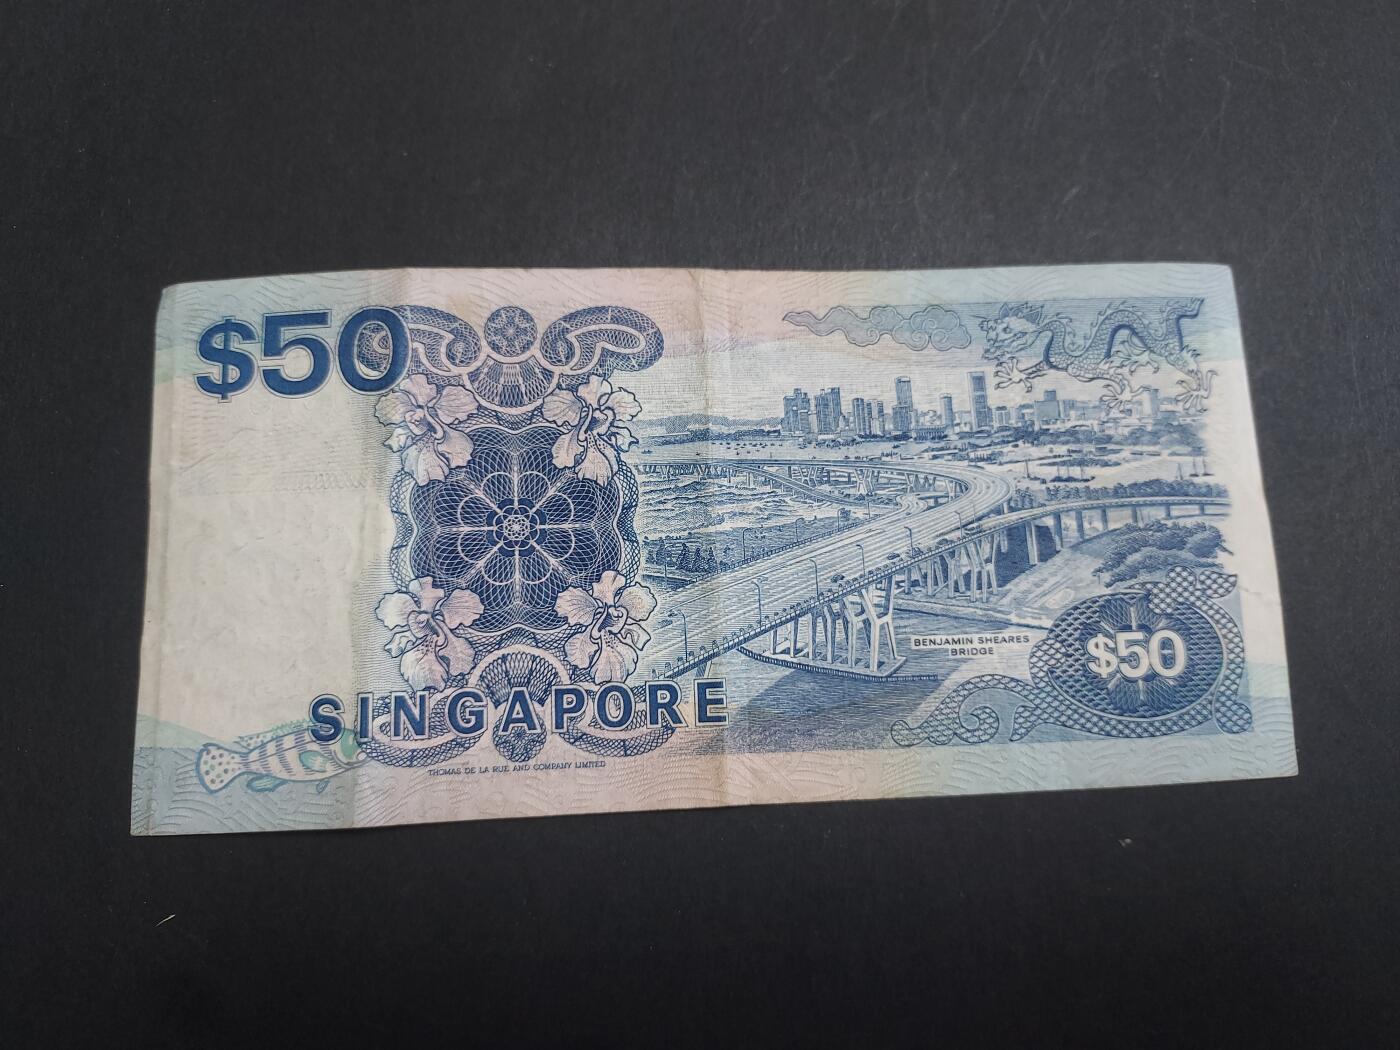 $50
BENJAMIN SHEARES
BRIDGE
$50
SINGAPORE
THOMAS DE LA RUE AND COMPANY LIMITED